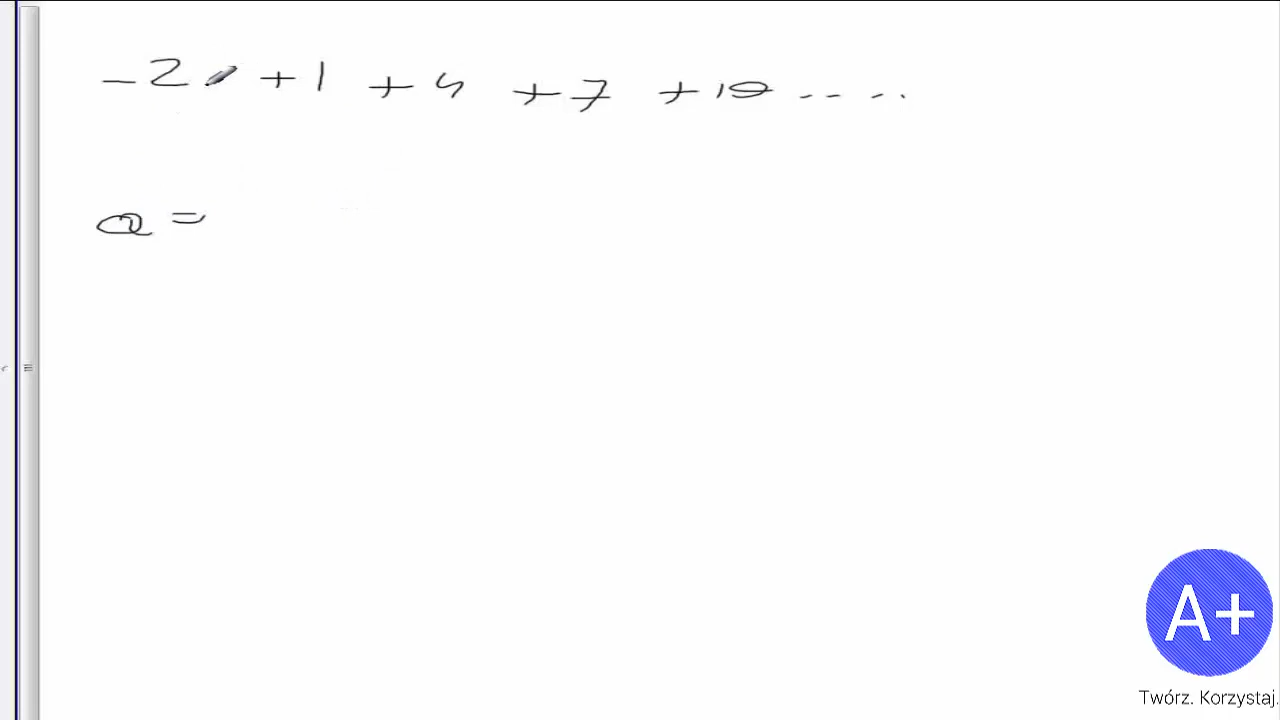 -2 +1 +4 +7 +10 -- - -.
a =
A+
Twórz. Korzystaj.